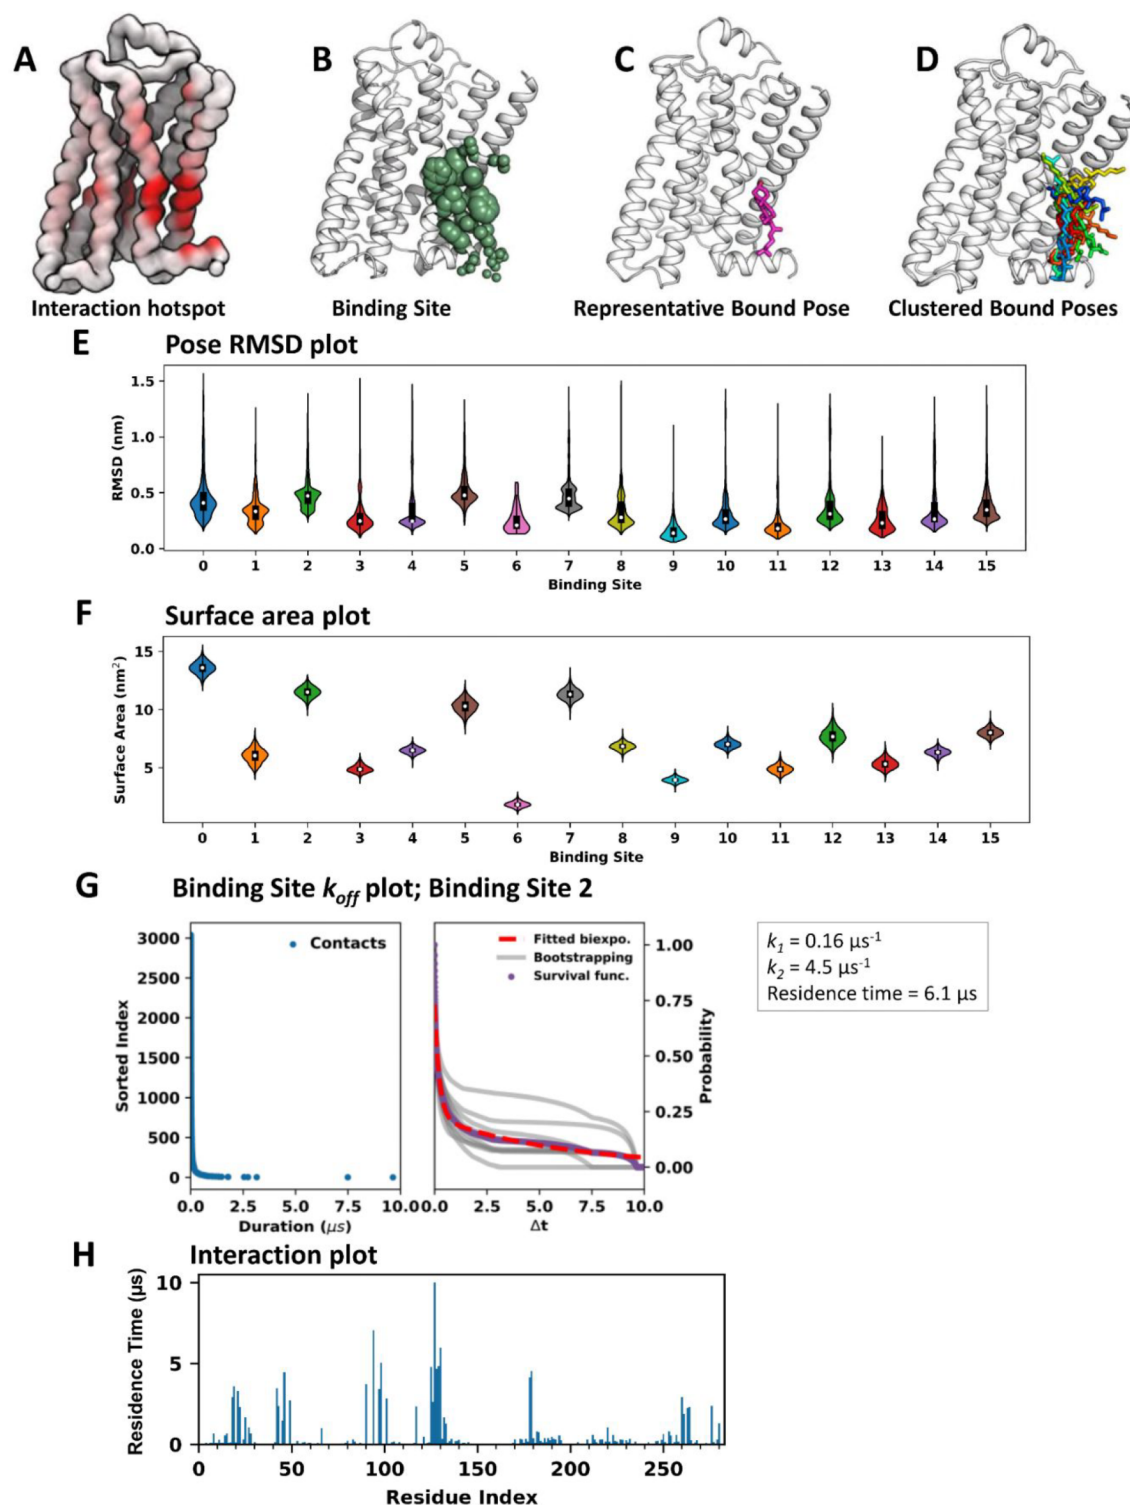 A
B
C
D
Interaction hotspot
Binding Site
Representative Bound Pose
Clustered Bound Poses
E
Pose RMSD plot
RMSD (nm)
1.5
1.0
0.5
0.0
0 1 2 3 4 5 6 7 8 9 10 11 12 13 14 15
Binding Site
F
Surface area plot
Surface Area (nm²)
15
10
5
0 1 2 3 4 5 6 7 8 9 10 11 12 13 14 15
Binding Site
G
Binding Site koff plot; Binding Site 2
Sorted Index
3000
2500
2000
1500
1000
500
0
Contacts
0.0 2.5 5.0 7.5 10.0
Duration (μs)
Fitted biexpo.
Bootstrapping
Survival func.
1.00
0.75
0.50
0.25
0.00
Probability
0.0 2.5 5.0 7.5 10.0
Δt
k1 = 0.16 μs-1
k2 = 4.5 μs-1
Residence time = 6.1 μs
H
Interaction plot
Residence Time (μs)
10
5
0
0 50 100 150 200 250
Residue Index